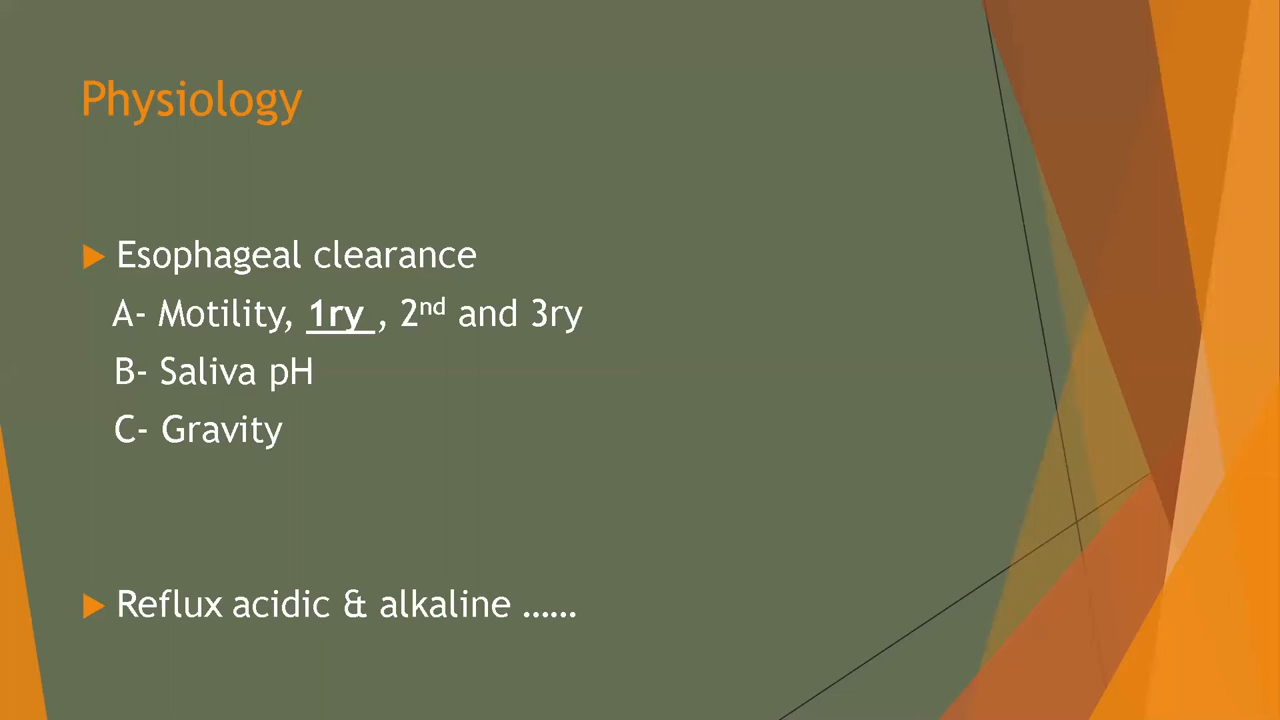 Physiology
Esophageal clearance
A- Motility, 1ry , 2nd and 3ry
B- Saliva pH
C- Gravity
Reflux acidic & alkaline ......